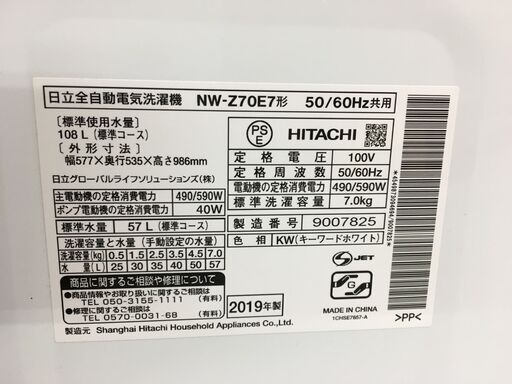 日立全自動電気洗濯機 NW-Z70E7形 50/60Hz共用
〔標準使用水量〕
108 L (標準コース)
〔外形寸法〕
幅577×奥行535×高さ986mm
日立グローバルライフソリューションズ(株)
主電動機の定格消費電力 490/590W
ポンプ電動機の定格消費電力 40W
標準水量 57 L (標準コース)
洗濯容量と水量 (手動設定の水量)
洗濯容量(kg) 0.5 1.5 2.5 3.5 4.5 7.0
水量(L) 25 30 35 40 50 57
商品に関するご相談や修理について
●商品情報やお取り扱いに関するご相談
TEL 050-3155-1111 (有料)
●修理に関するご相談
TEL 0570-0031-68 (有料)
製造元 Shanghai Hitachi Household Appliances Co.,Ltd.
PS
E
HITACHI
定格電圧 100V
定格周波数 50/60Hz
電動機の定格消費電力 490/590W
標準洗濯容量 7.0kg
製造番号 9007825
色相 KW(キーワードホワイト)
S-JET
2019年製
G
MADE IN CHINA
1CHSE7657-A
>PP<